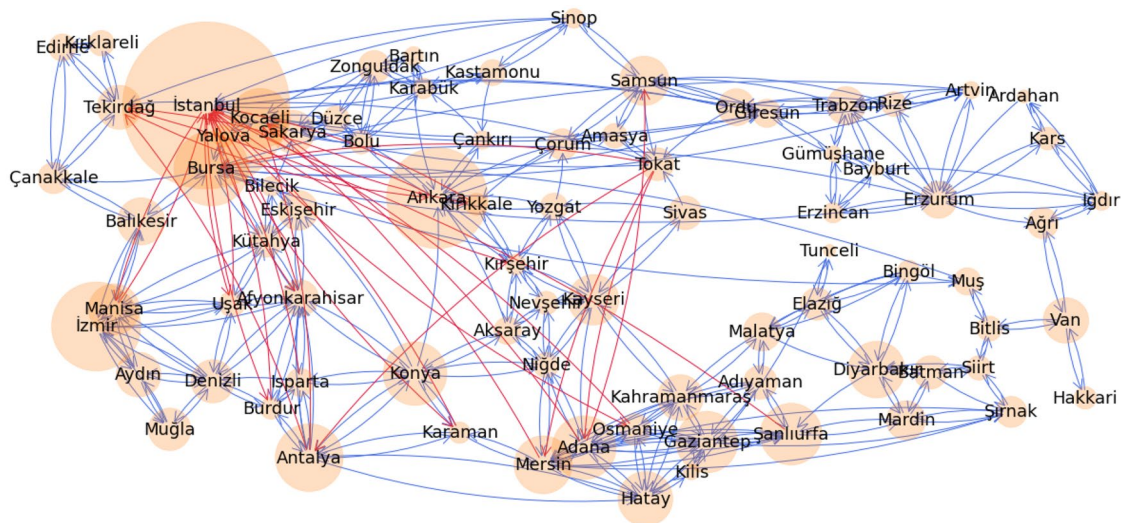 Sinop
Edirne
Kırklareli
Bartın
Zonguldak
Kastamonu
Samsun
Karabük
Artvin
Ardahan
Tekirdağ
İstanbul
Kocaeli
Düzce
Ordu
Giresun
Trabzon
Rize
Yalova
Sakarya
Bolu
Çankırı
Çorum
Amasya
Kars
Gümüşhane
Çanakkale
Bursa
Tokat
Bayburt
Bilecik
Ankara
Kırıkkale
Yozgat
Sivas
Erzincan
Erzurum
Iğdır
Balıkesir
Eskişehir
Ağrı
Kütahya
Tunceli
Kırşehir
Bingöl
Muş
Manisa
Uşak
Afyonkarahisar
Nevşehir
Kayseri
Elazığ
İzmir
Aksaray
Malatya
Bitlis
Van
Aydın
Denizli
Isparta
Konya
Niğde
Adıyaman
Diyarbakır
Batman
Siirt
Kahramanmaraş
Hakkari
Burdur
Mugla
Karaman
Osmaniye
Gaziantep
Şanlıurfa
Mardin
Şırnak
Antalya
Mersin
Adana
Kilis
Hatay